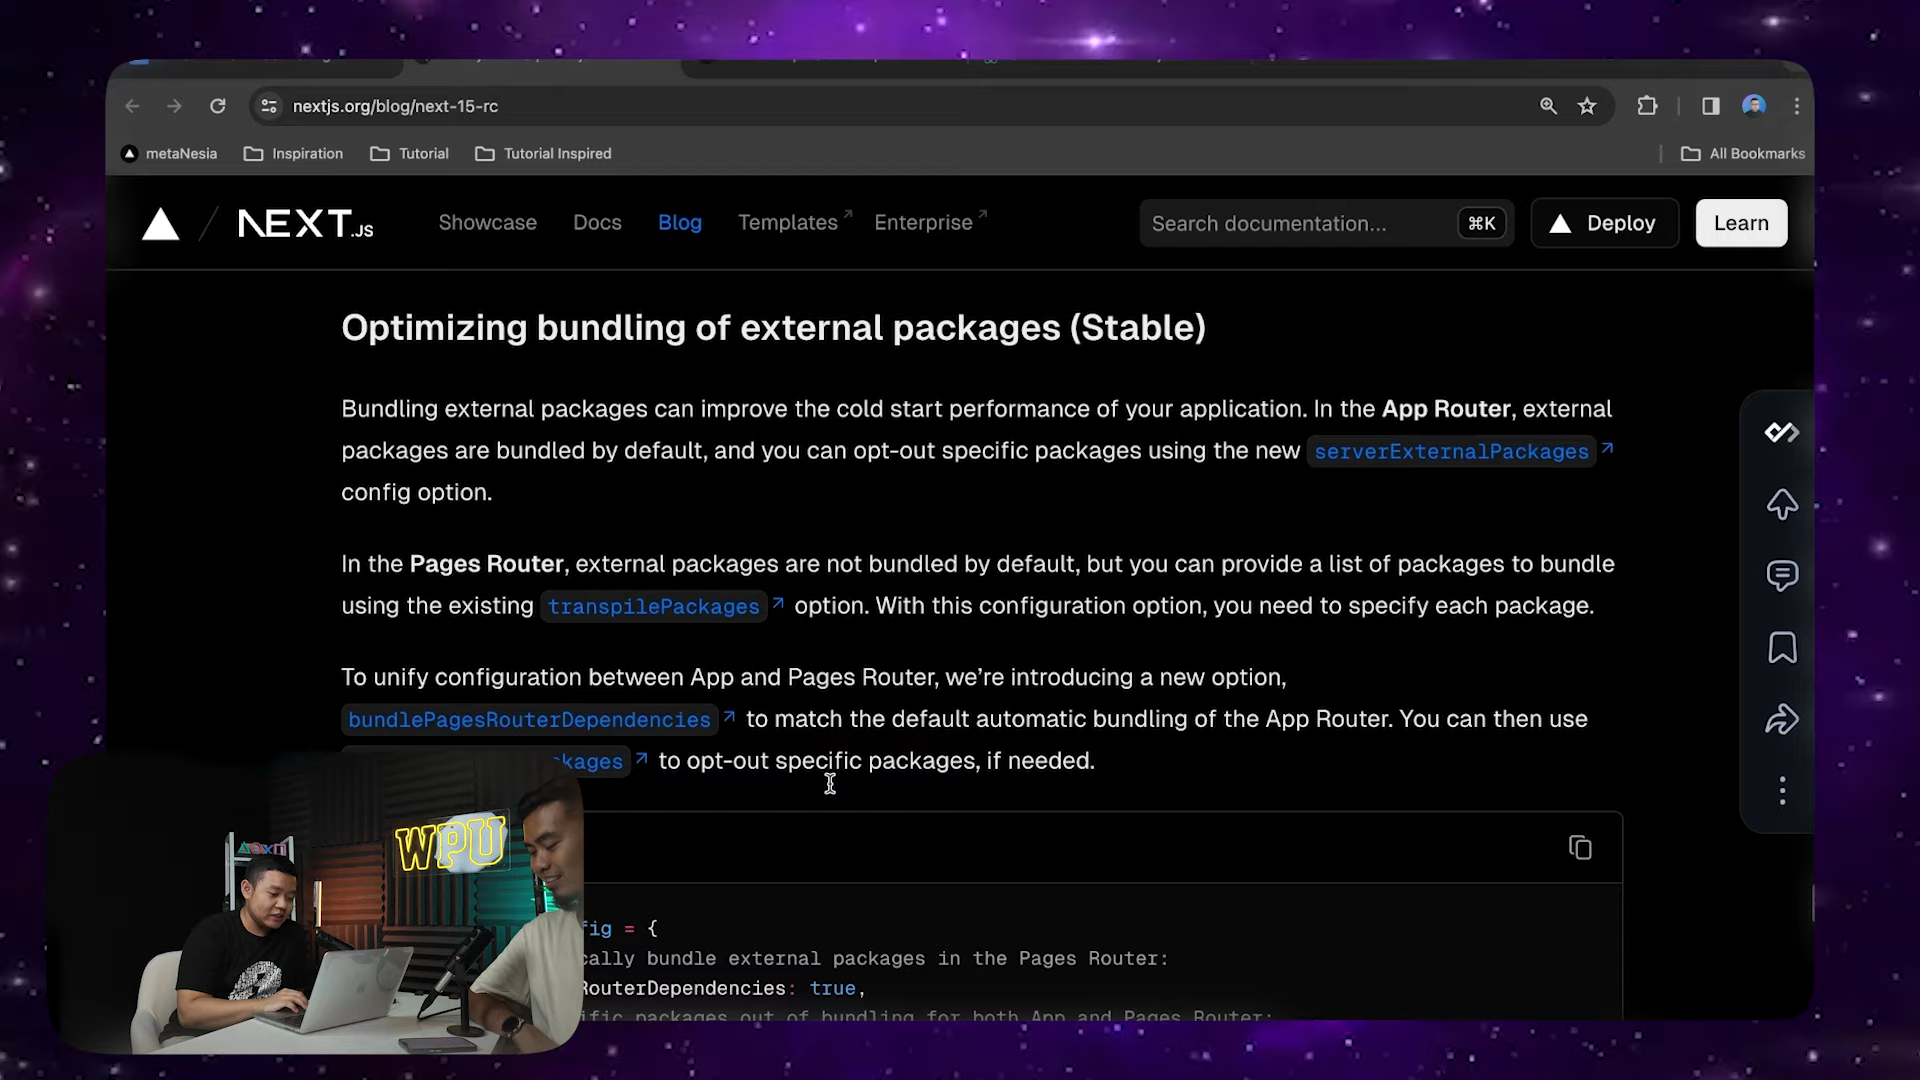 nextjs.org/blog/next-15-rc
metaNesia Inspiration Tutorial Tutorial Inspired All Bookmarks
NEXT.JS Showcase Docs Blog Templates Enterprise Search documentation... ⌘K Deploy Learn
Optimizing bundling of external packages (Stable)
Bundling external packages can improve the cold start performance of your application. In the App Router, external
packages are bundled by default, and you can opt-out specific packages using the new serverExternalPackages
config option.
In the Pages Router, external packages are not bundled by default, but you can provide a list of packages to bundle
using the existing transpilePackages option. With this configuration option, you need to specify each package.
To unify configuration between App and Pages Router, we’re introducing a new option,
bundlePagesRouterDependencies to match the default automatic bundling of the App Router. You can then use
kages to opt-out specific packages, if needed.
WPU
fig = {
cally bundle external packages in the Pages Router:
RouterDependencies: true,
ific packages out of bundling for both App and Pages Router: